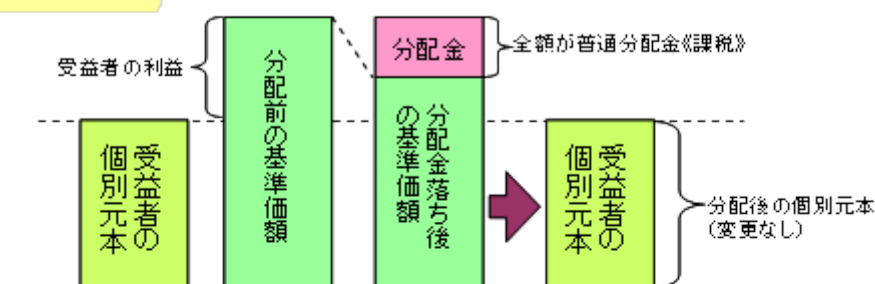 受益者の利益
受益者の
個別元本
分配前の基準価額
分配金
全額が普通分配金《課税》
分配金落ち後
の基準価額
受益者の
個別元本
分配後の個別元本
(変更なし)